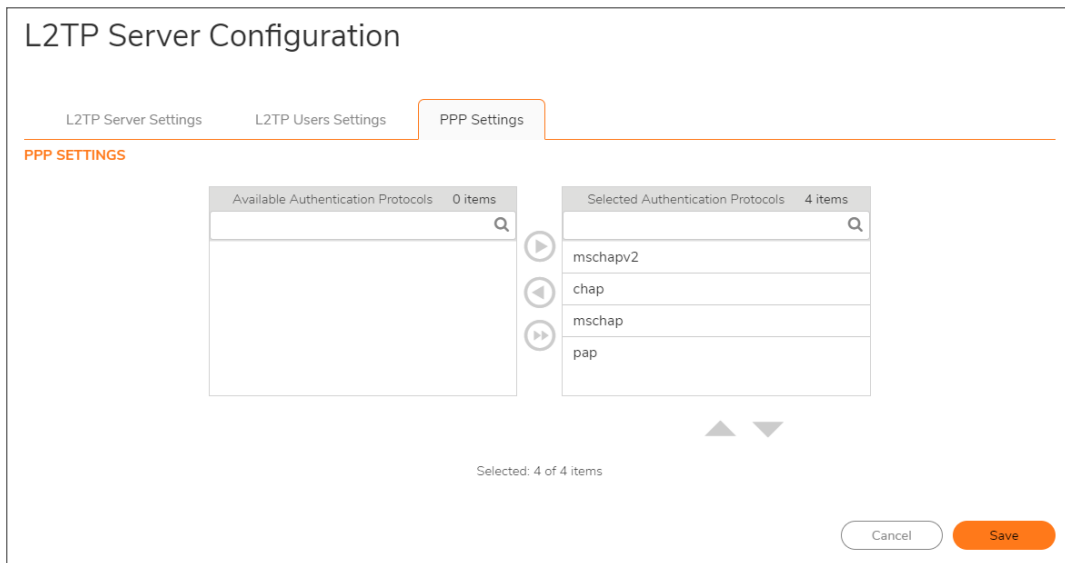 L2TP Server Configuration
L2TP Server Settings L2TP Users Settings PPP Settings
PPP SETTINGS
Available Authentication Protocols 0 items Selected Authentication Protocols 4 items
mschapv2
chap
mschap
pap
Selected: 4 of 4 items
Cancel Save